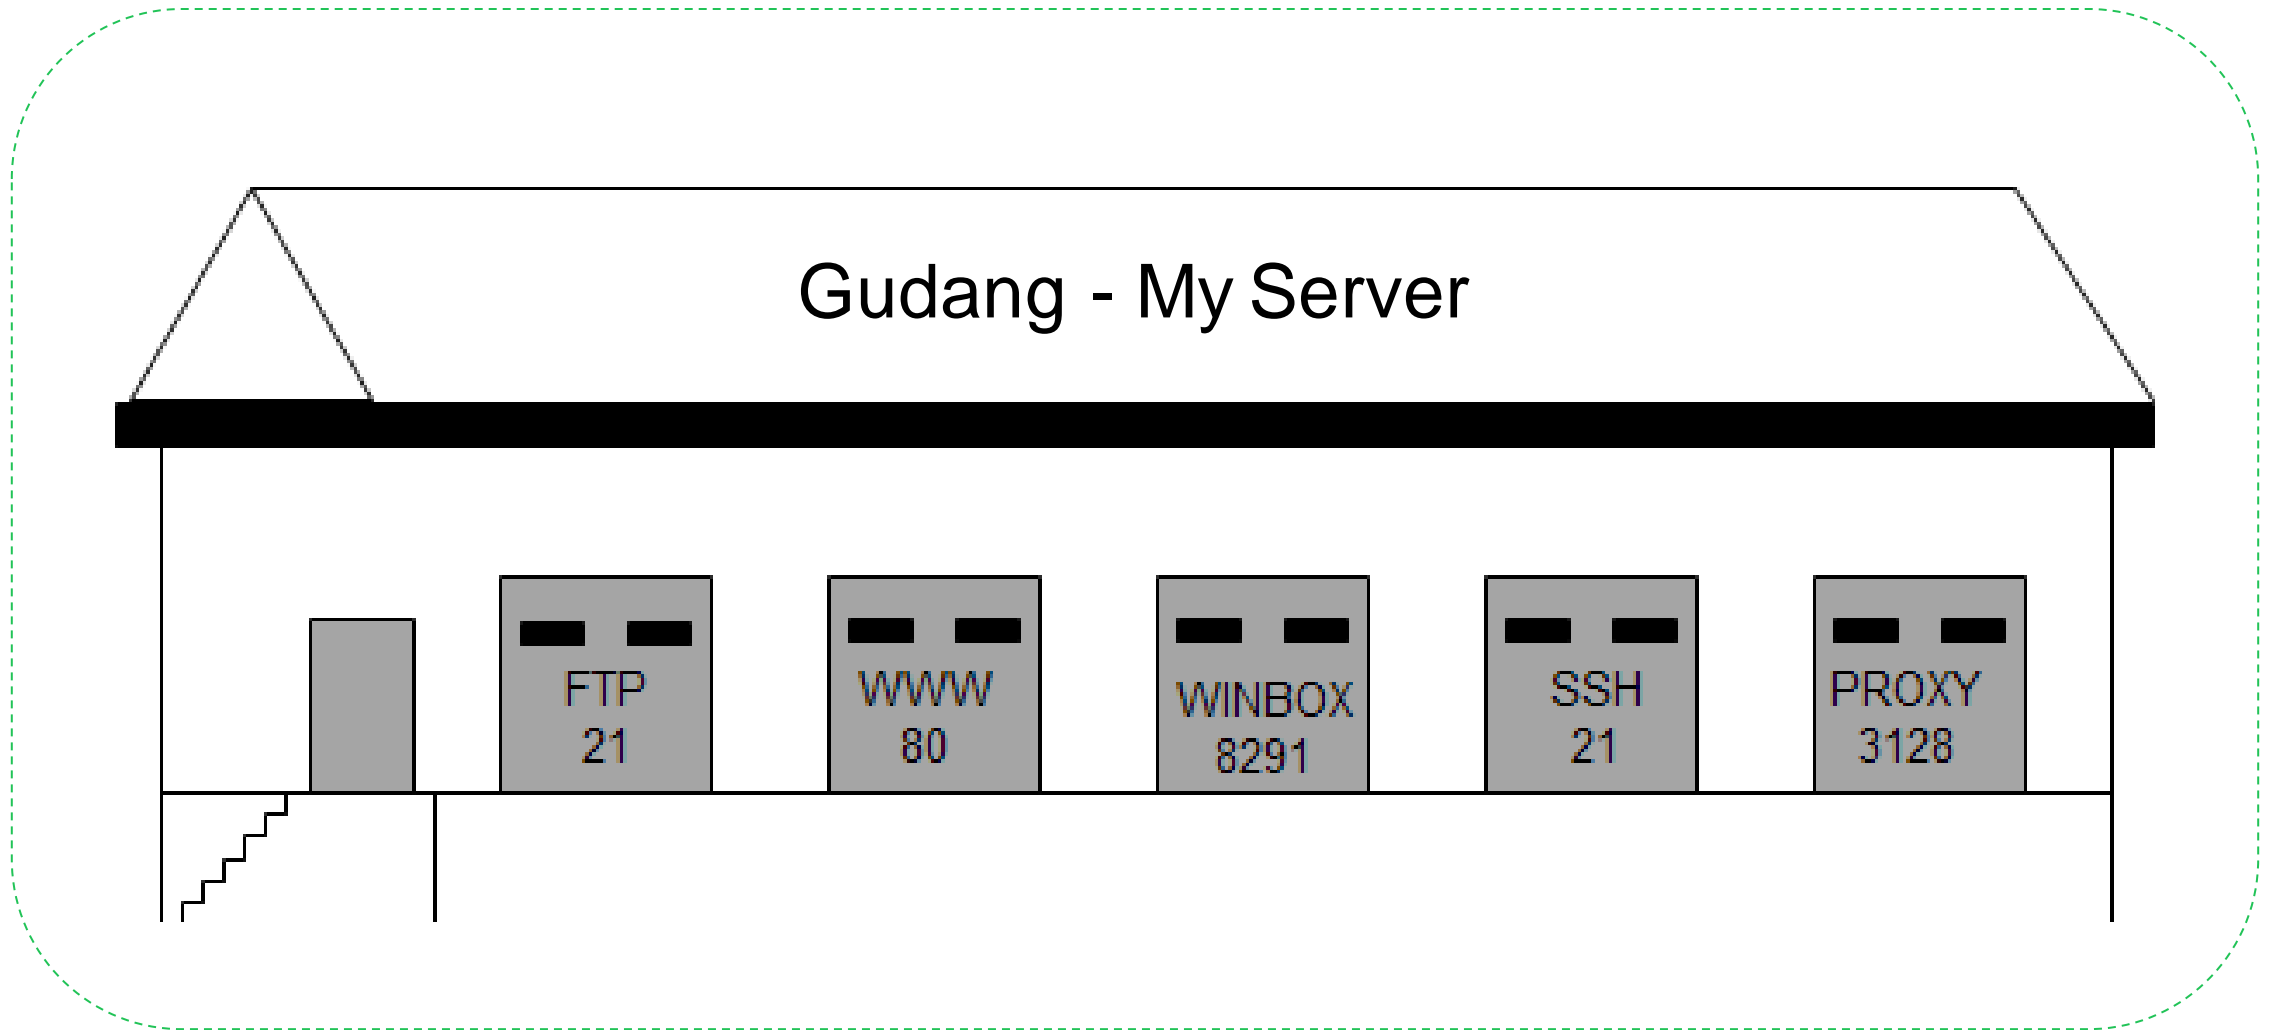 Gudang - My Server
FTP
21
WWW
80
WINBOX
8291
SSH
21
PROXY
3128